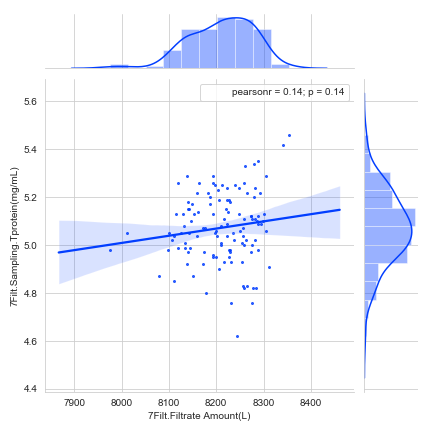 pearsonr = 0.14; p = 0.14
5.6
5.4
5.2
5.0
4.8
4.6
4.4
7Filt.Sampling.Tprotein(mg/mL)
7900 8000 8100 8200 8300 8400
7Filt.Filtrate Amount(L)